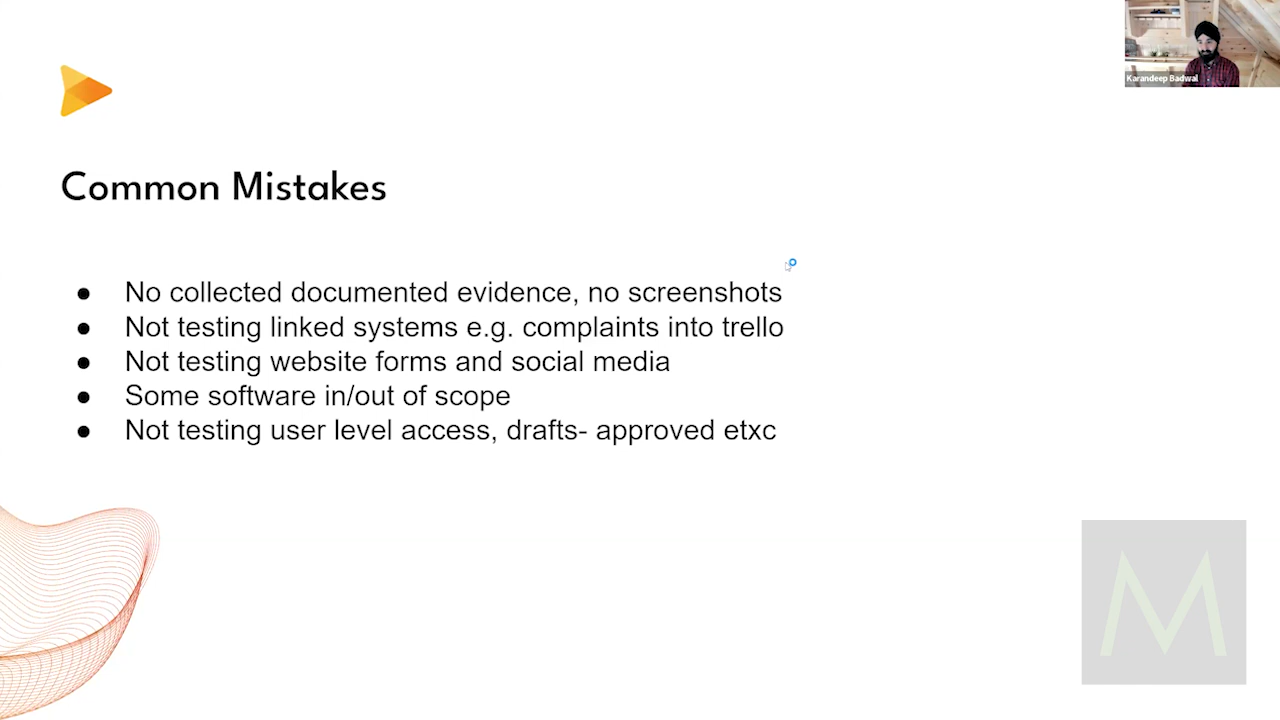 Karandeep Badwal
Common Mistakes
● No collected documented evidence, no screenshots
● Not testing linked systems e.g. complaints into trello
● Not testing website forms and social media
● Some software in/out of scope
● Not testing user level access, drafts- approved etxc
M